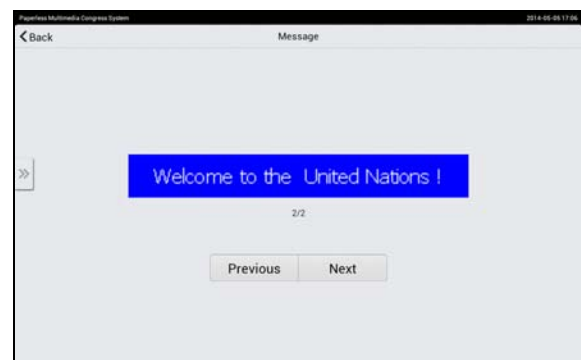 Paperless Multimedia Congress System 2014-05-05 17:06
Back Message
Welcome to the United Nations !
2/2
Previous Next